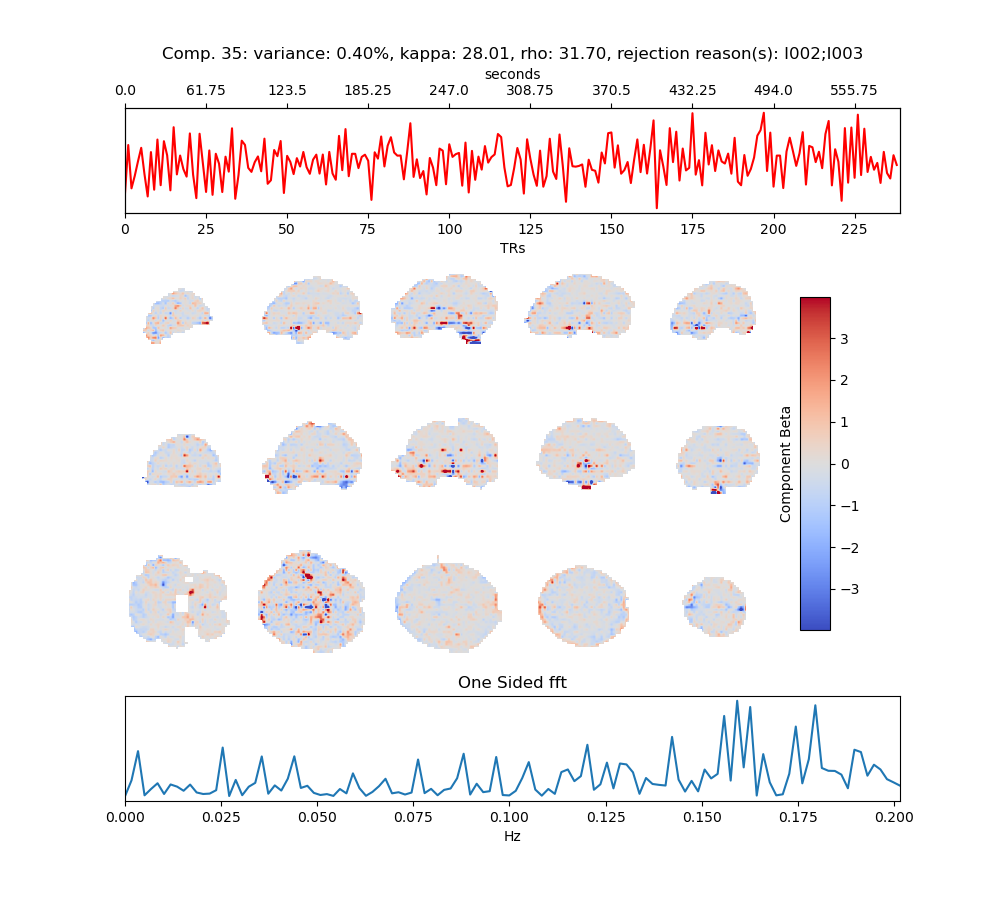 Comp. 35: variance: 0.40%, kappa: 28.01, rho: 31.70, rejection reason(s): I002;I003
seconds
0.0 61.75 123.5 185.25 247.0 308.75 370.5 432.25 494.0 555.75
0 25 50 75 100 125 150 175 200 225
TRs
3
2
1
0
−1
−2
−3
Component Beta
One Sided fft
0.000 0.025 0.050 0.075 0.100 0.125 0.150 0.175 0.200
Hz